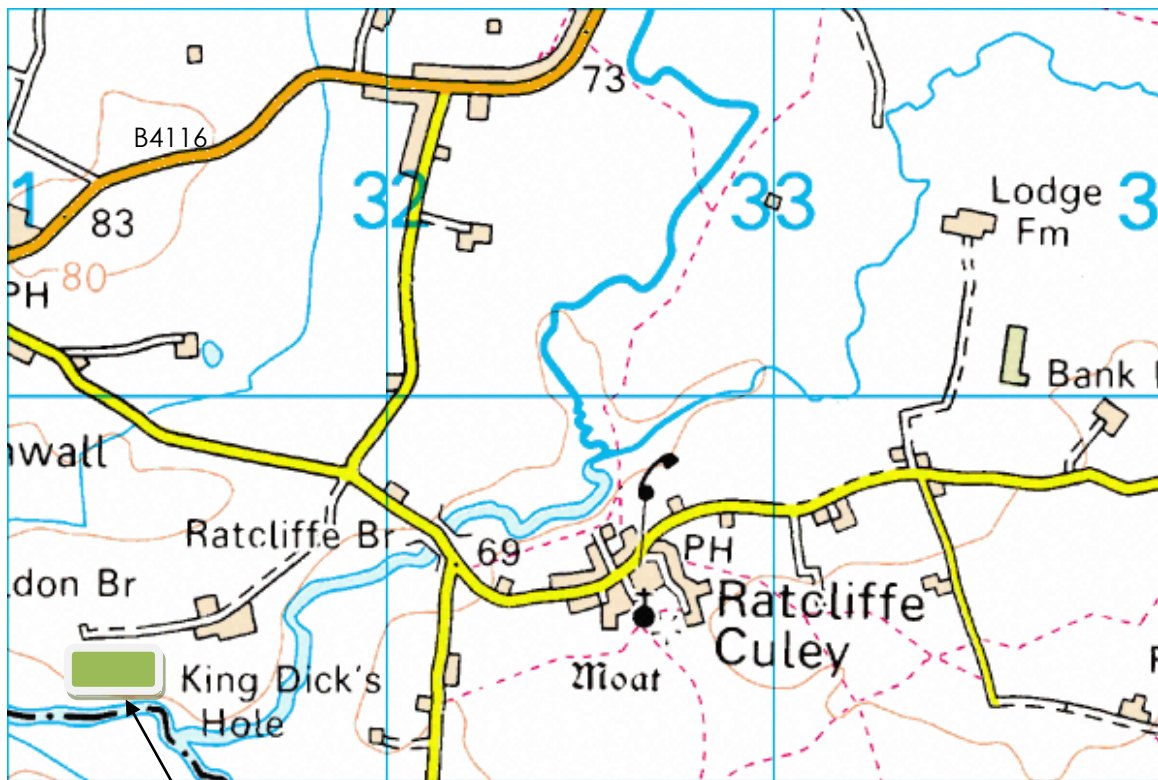 73
B4116
1
32
33
3
Lodge
Fm
83
80
PH
Bank
wall
Ratcliffe Br
69
PH
don Br
Ratcliffe
Culey
Moat
King Dick's
Hole